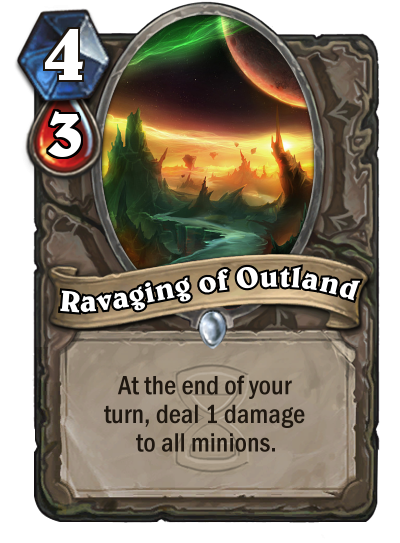 4
3
Ravaging of Outland
At the end of your
turn, deal 1 damage
to all minions.